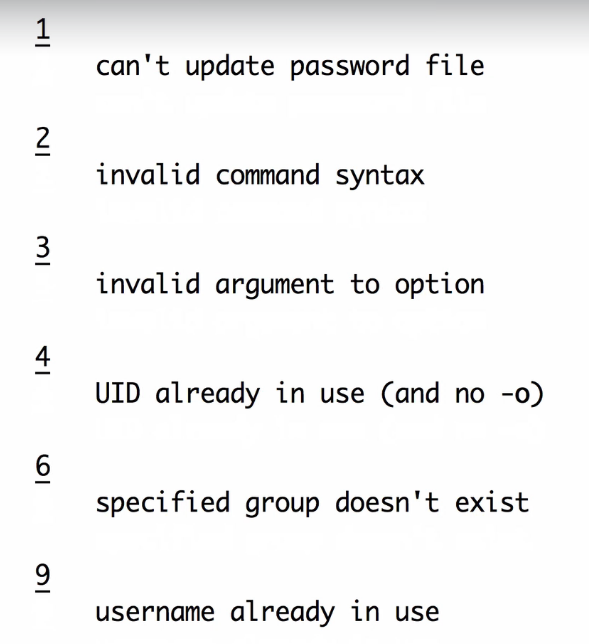 1
can't update password file
2
invalid command syntax
3
invalid argument to option
4
UID already in use (and no -o)
6
specified group doesn't exist
9
username already in use